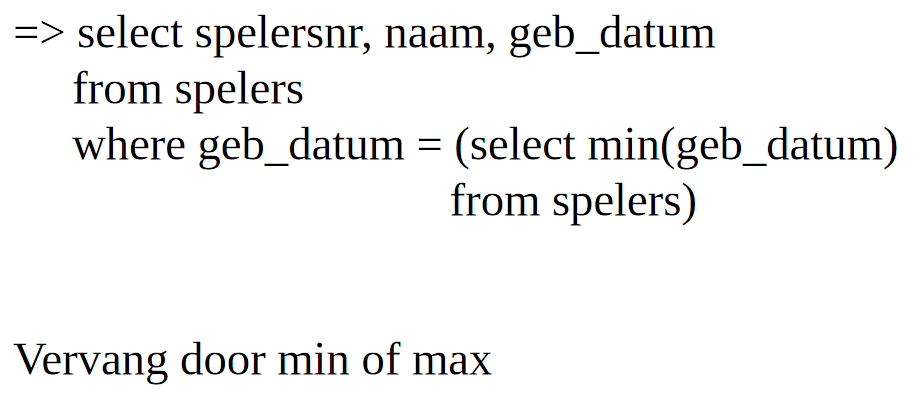 => select spelersnr, naam, geb_datum
from spelers
where geb_datum = (select min(geb_datum)
from spelers)
Vervang door min of max